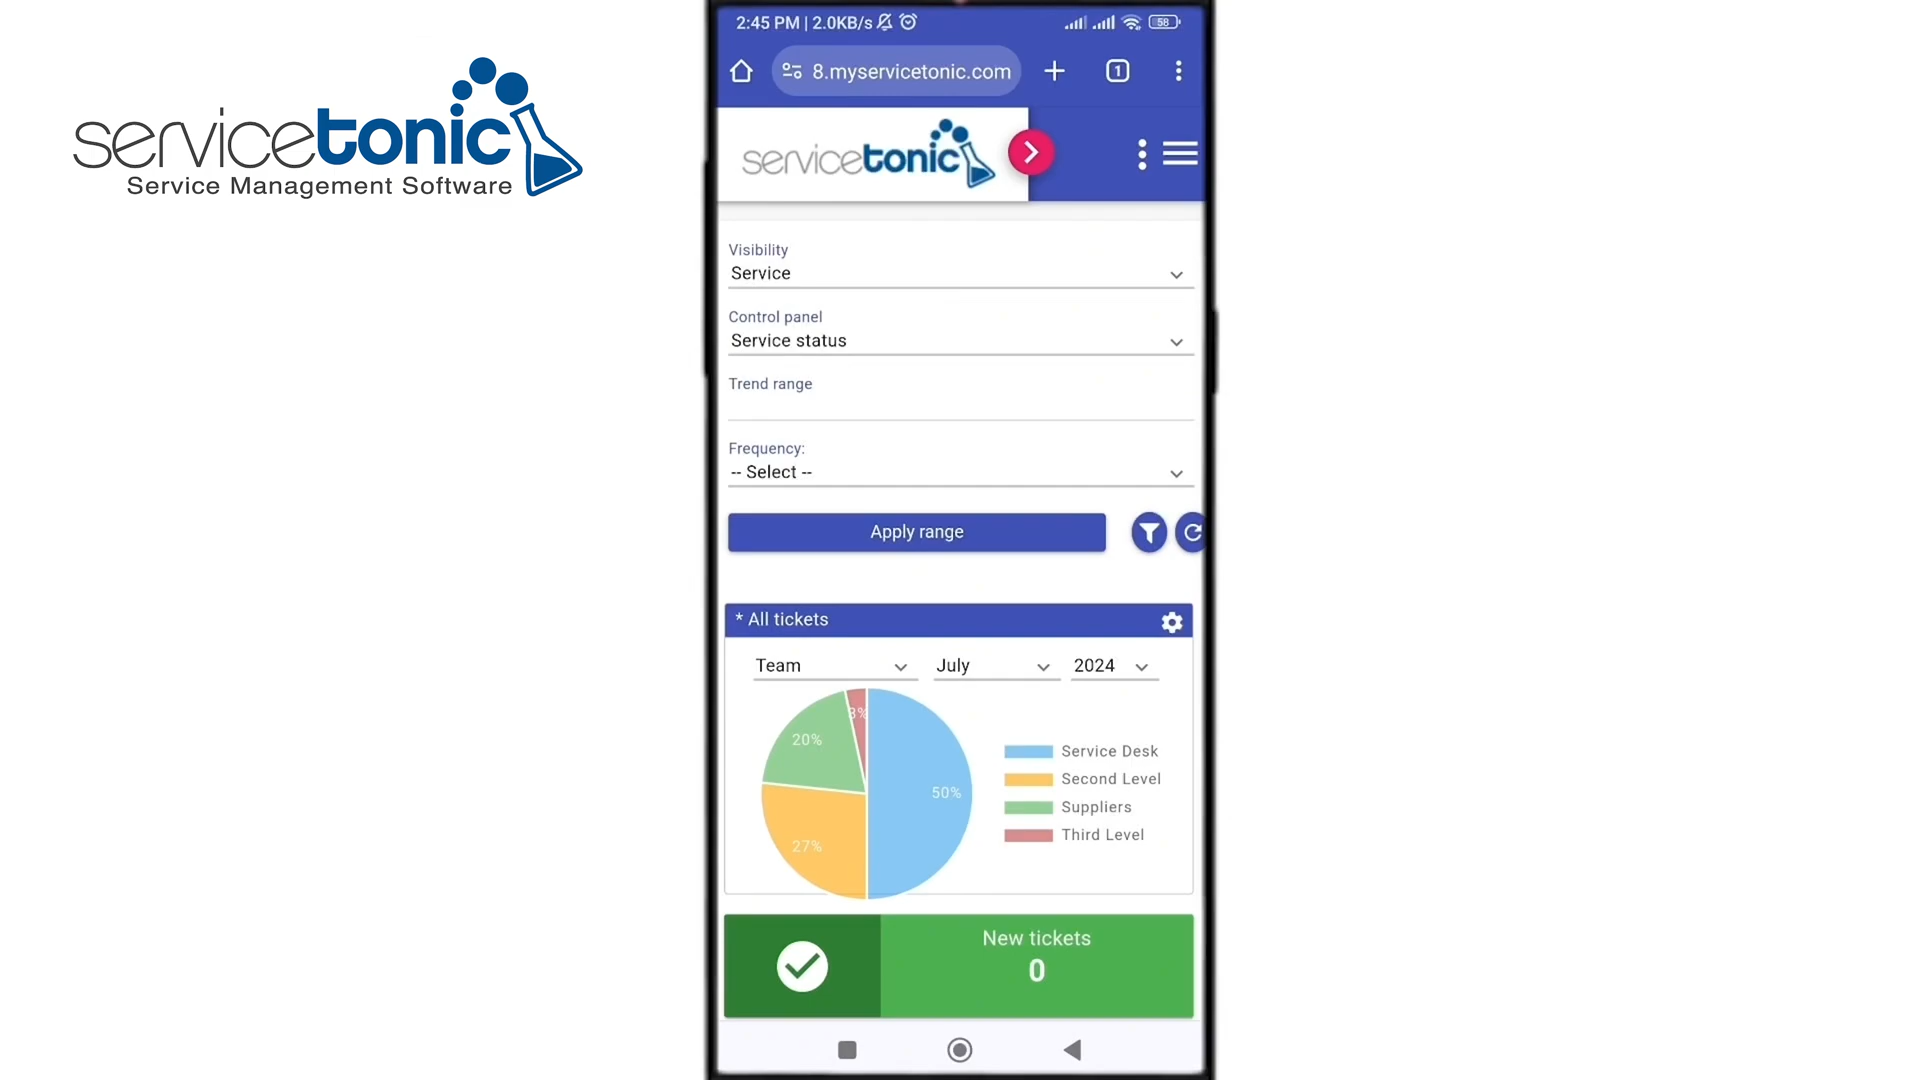 servicetonic
Service Management Software
2:45 PM | 2.0KB/s
58
8.myservicetonic.com
1
servicetonic
Visibility
Service
Control panel
Service status
Trend range
Frequency:
-- Select --
Apply range
* All tickets
Team July 2024
3%
20%
50%
27%
Service Desk
Second Level
Suppliers
Third Level
New tickets
0